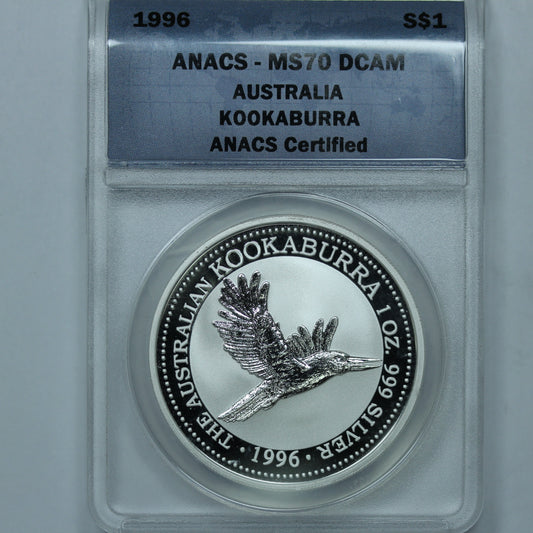 1996 S$1
ANACS - MS70 DCAM
AUSTRALIA
KOOKABURRA
ANACS Certified
THE AUSTRALIAN KOOKABURRA 1 OZ. 999 SILVER
· 1996 ·